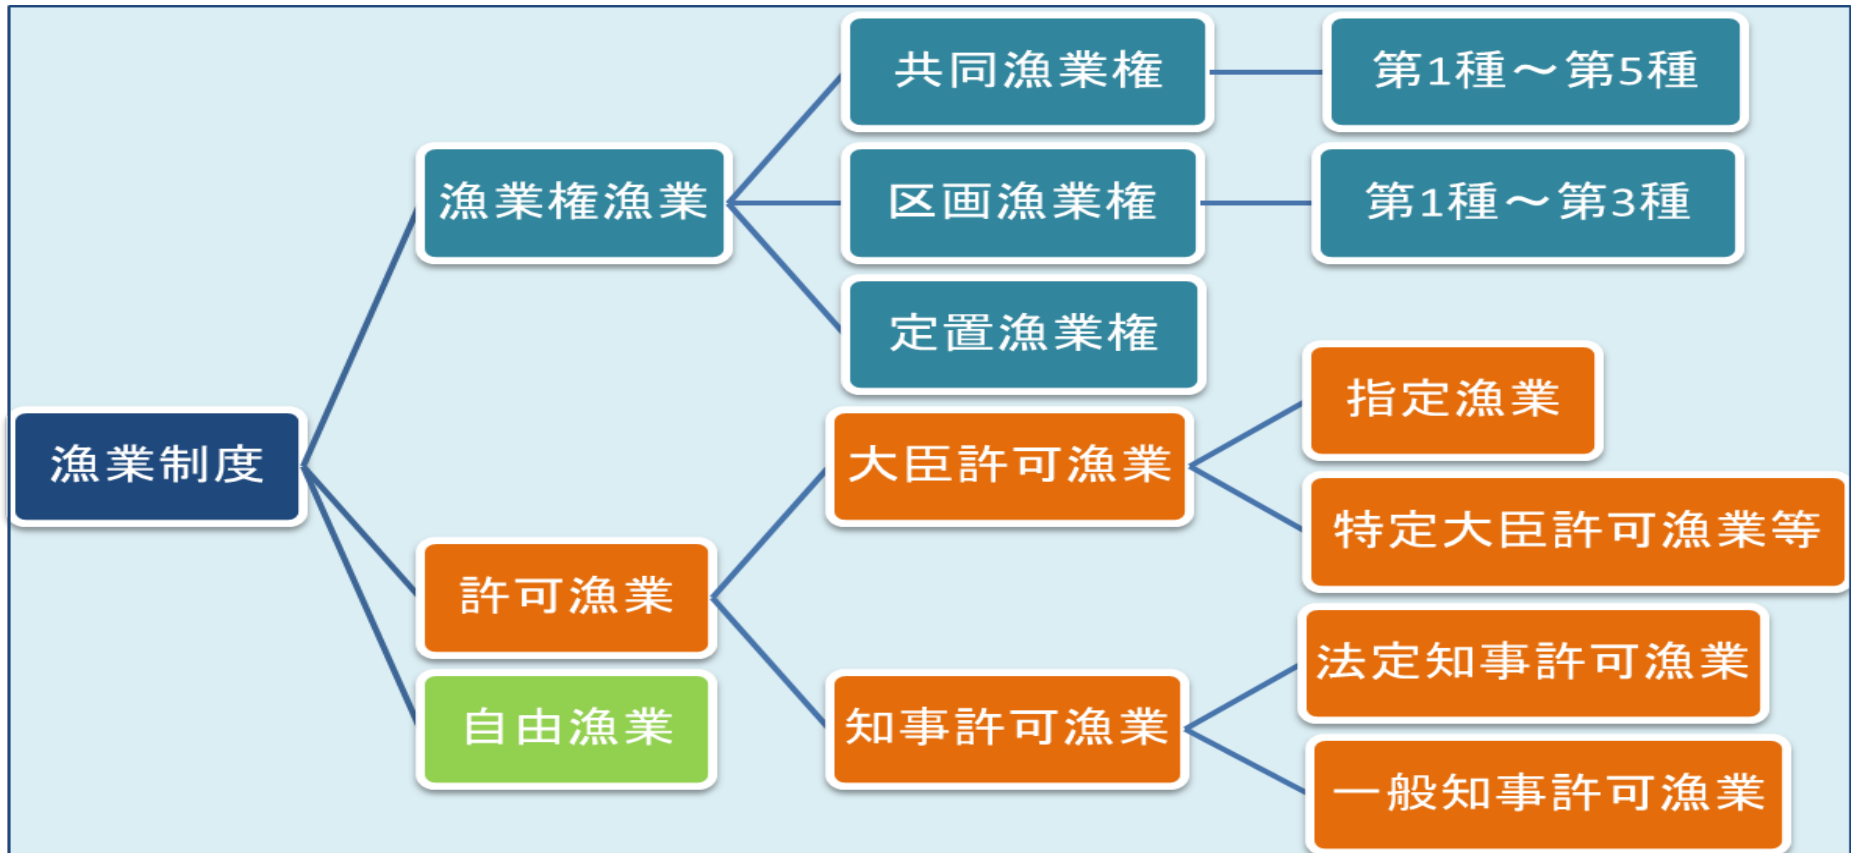 漁業制度
漁業権漁業
共同漁業権
第1種～第5種
区画漁業権
第1種～第3種
定置漁業権
許可漁業
大臣許可漁業
指定漁業
特定大臣許可漁業等
知事許可漁業
法定知事許可漁業
一般知事許可漁業
自由漁業